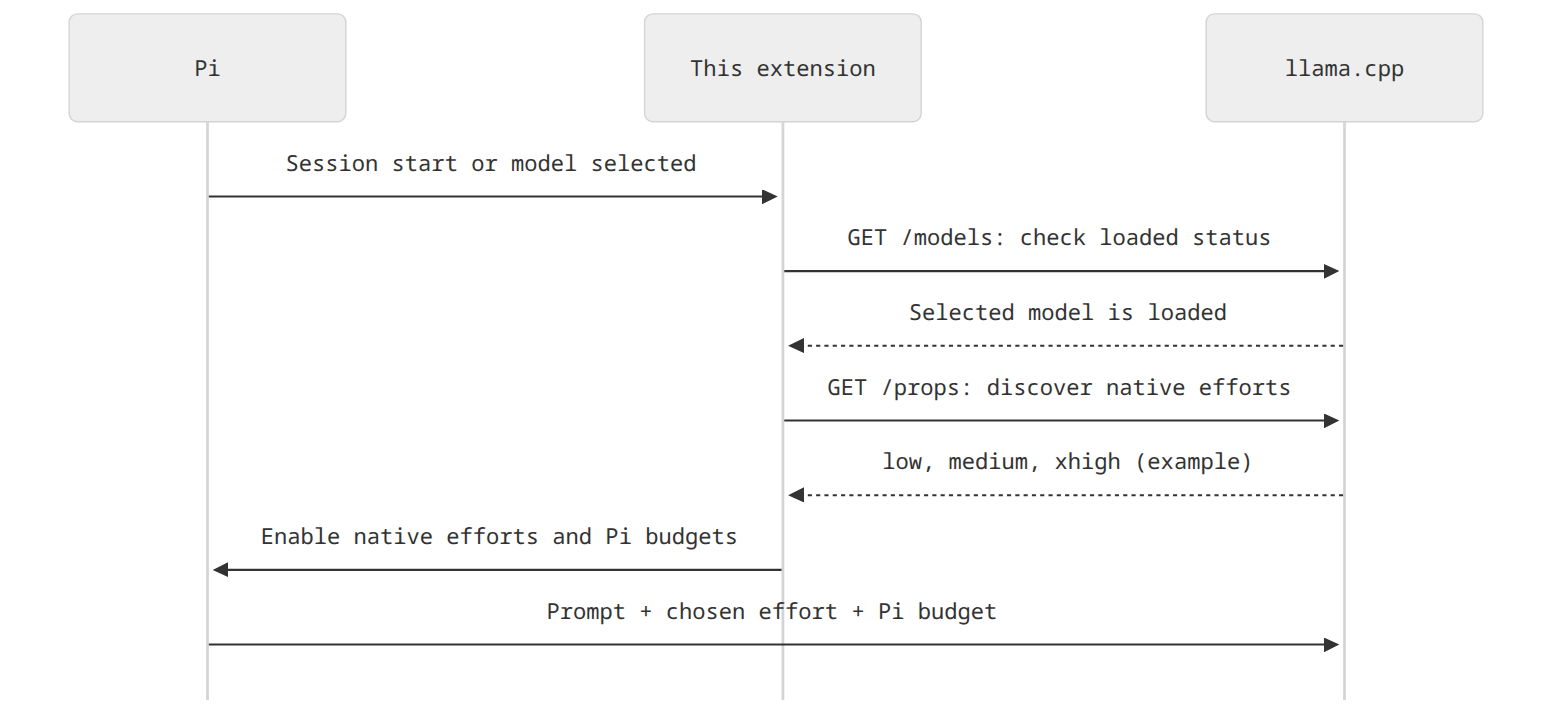 Pi
This extension
llama.cpp
Session start or model selected
GET /models: check loaded status
Selected model is loaded
GET /props: discover native efforts
low, medium, xhigh (example)
Enable native efforts and Pi budgets
Prompt + chosen effort + Pi budget